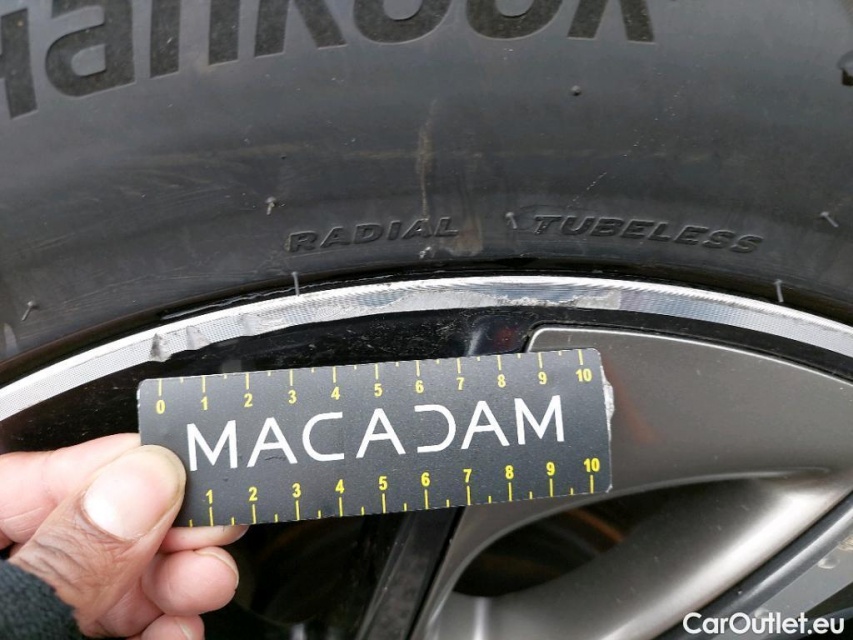 Hankook
RADIAL TUBELESS
0 1 2 3 4 5 6 7 8 9 10
MACADAM
1 2 3 4 5 6 7 8 9 10
CarOutlet.eu